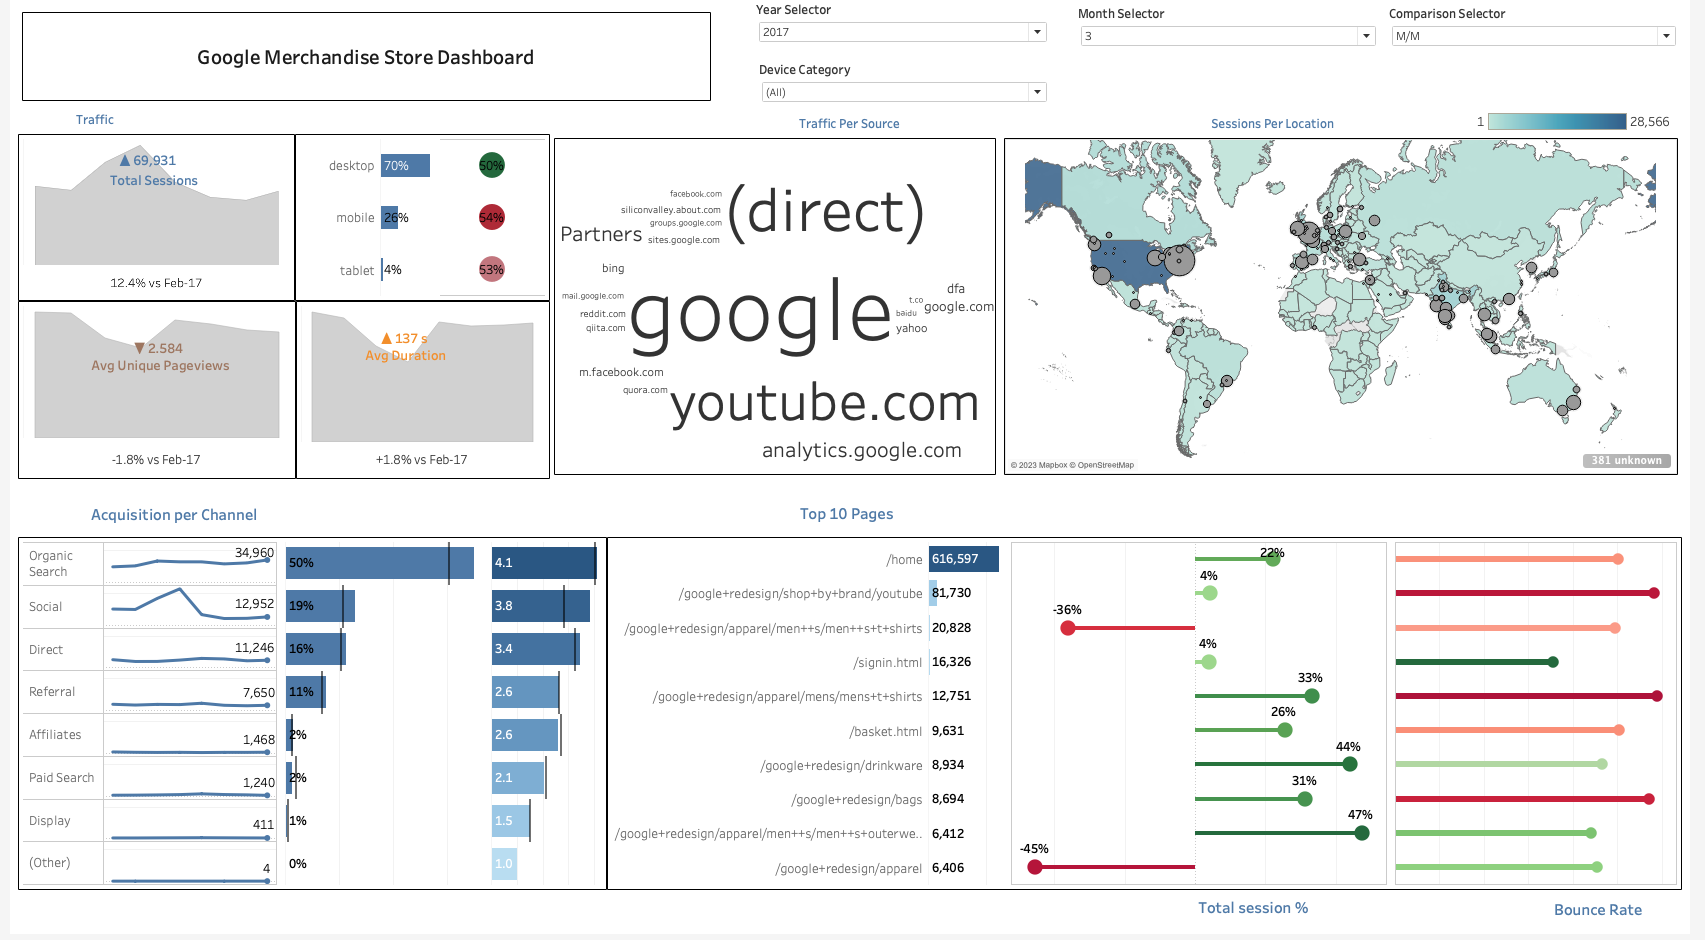 Google Merchandise Store Dashboard
Year Selector
2017
Month Selector
3
Comparison Selector
M/M
Device Category
(All)
Traffic
▲ 69,931
Total Sessions
12.4% vs Feb-17
desktop 70% 50%
mobile 26% 54%
tablet 4% 53%
▼ 2.584
Avg Unique Pageviews
-1.8% vs Feb-17
▲ 137 s
Avg Duration
+1.8% vs Feb-17
Traffic Per Source
facebook.com
siliconvalley.about.com
groups.google.com
sites.google.com
Partners
(direct)
bing
mail.google.com
reddit.com
qiita.com
google
dfa
t.co
google.com
baidu
yahoo
m.facebook.com
quora.com
youtube.com
analytics.google.com
Sessions Per Location
1 28,566
© 2023 Mapbox © OpenStreetMap
381 unknown
Acquisition per Channel
Organic Search 34,960 50% 4.1
Social 12,952 19% 3.8
Direct 11,246 16% 3.4
Referral 7,650 11% 2.6
Affiliates 1,468 2% 2.6
Paid Search 1,240 2% 2.1
Display 411 1% 1.5
(Other) 4 0% 1.0
Top 10 Pages
/home 616,597 22%
/google+redesign/shop+by+brand/youtube 81,730 4%
/google+redesign/apparel/men++s/men++s+t+shirts 20,828 -36%
/signin.html 16,326 4%
/google+redesign/apparel/mens/mens+t+shirts 12,751 33%
/basket.html 9,631 26%
/google+redesign/drinkware 8,934 44%
/google+redesign/bags 8,694 31%
/google+redesign/apparel/men++s/men++s+outerwe.. 6,412 47%
/google+redesign/apparel 6,406 -45%
Total session %
Bounce Rate